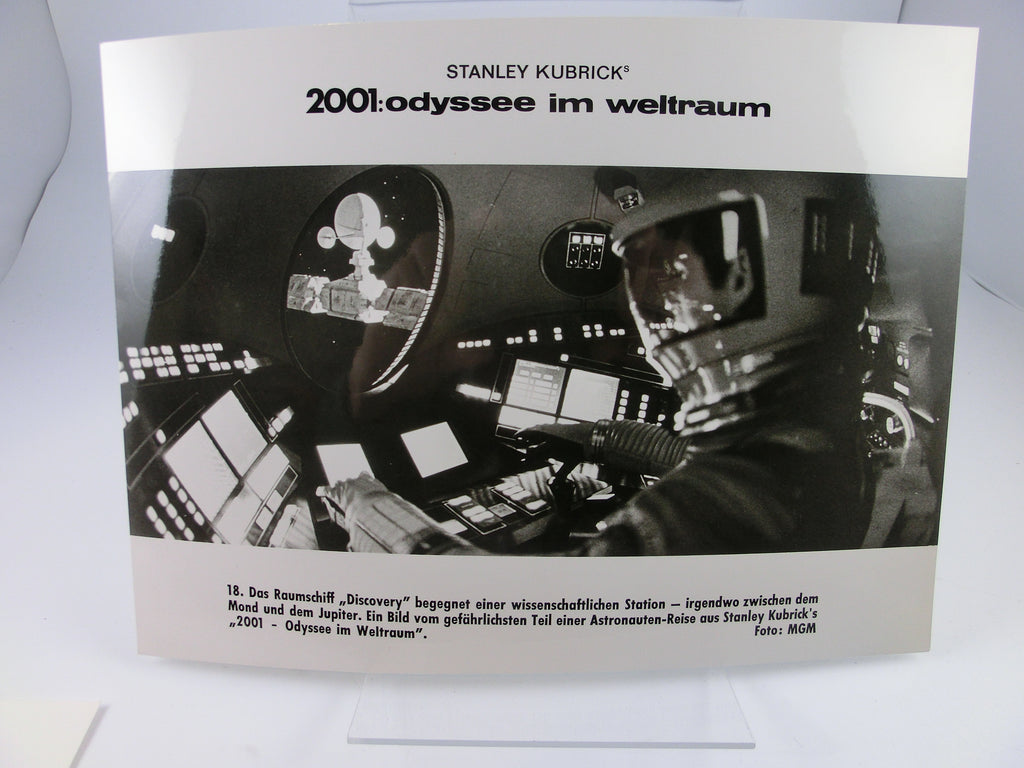 STANLEY KUBRICKs
2001:odyssee im weltraum
18. Das Raumschiff „Discovery” begegnet einer wissenschaftlichen Station — irgendwo zwischen dem
Mond und dem Jupiter. Ein Bild vom gefährlichsten Teil einer Astronauten-Reise aus Stanley Kubrick's
„2001 - Odyssee im Weltraum”.
Foto: MGM